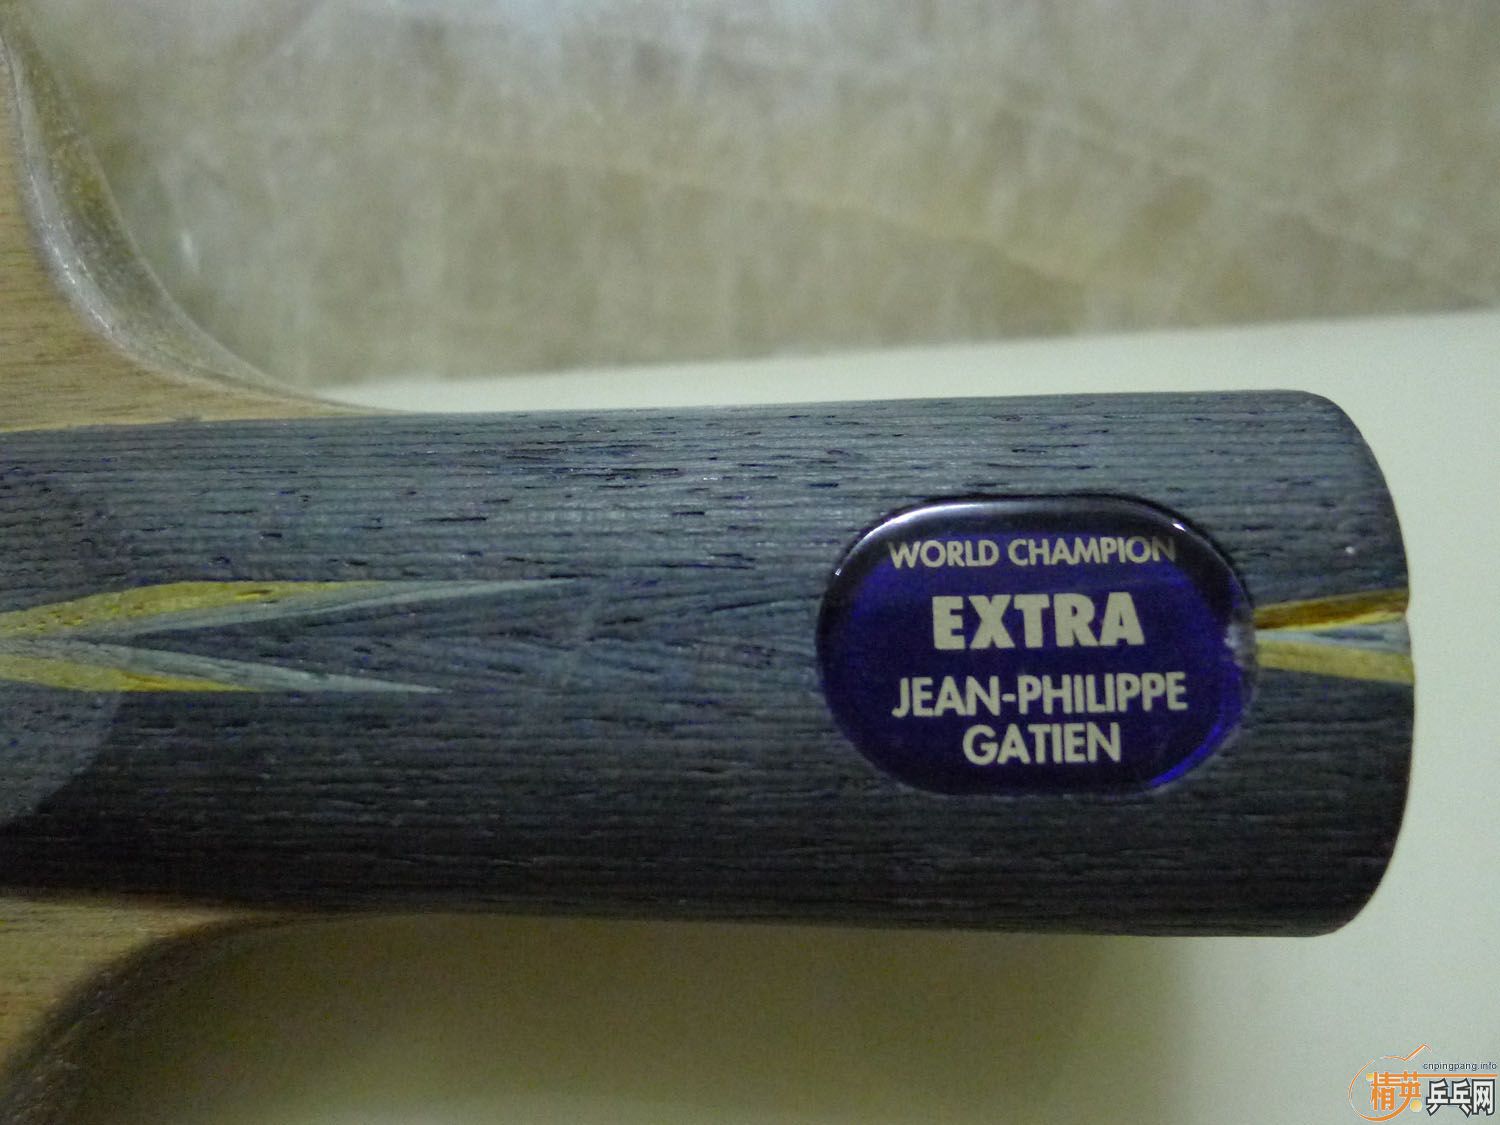 WORLD CHAMPION
EXTRA
JEAN-PHILIPPE
GATIEN
cnpingpang.info
精英乒乓网